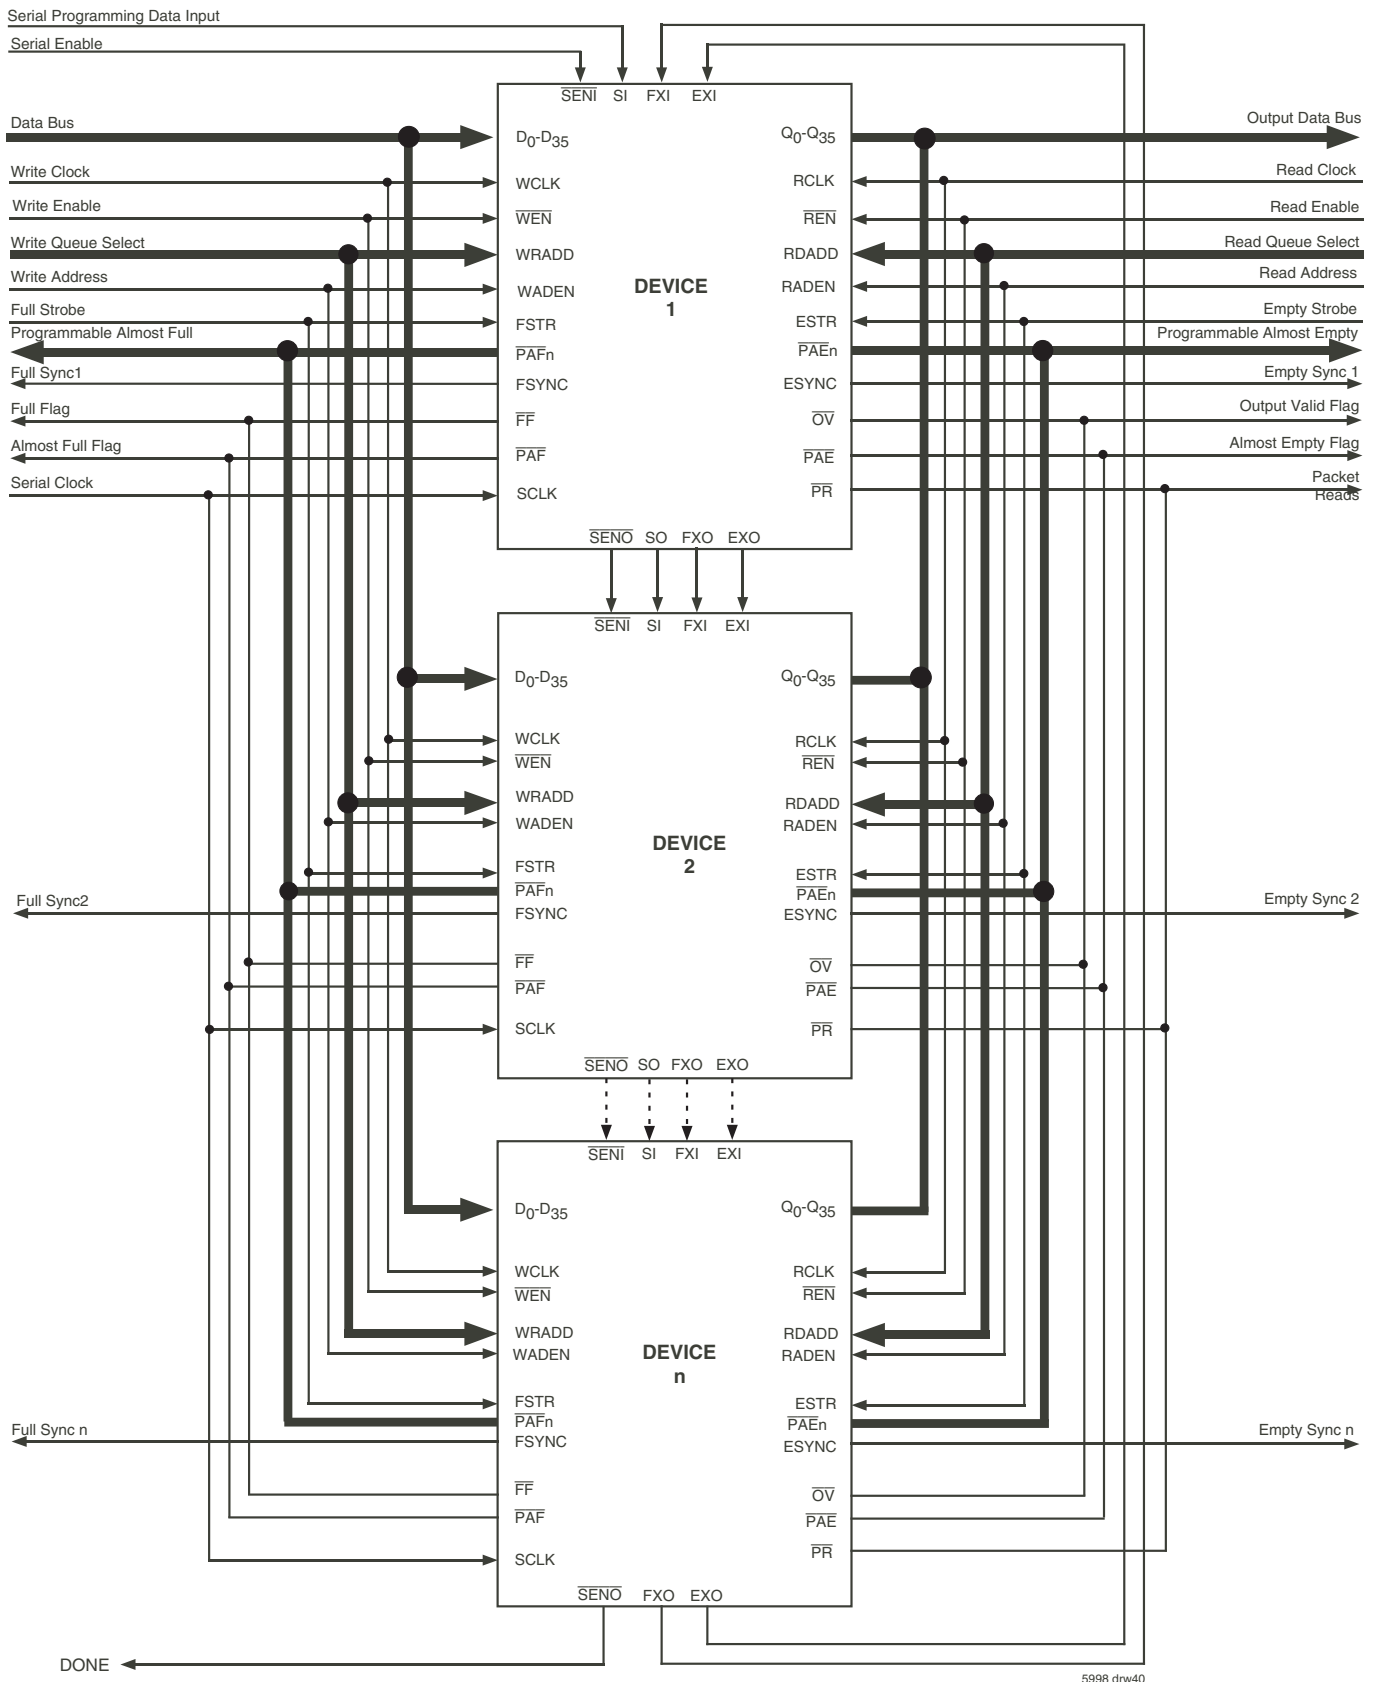 Serial Programming Data Input
Serial Enable
SENI SI FXI EXI
Data Bus
D0-D35
Q0-Q35
Output Data Bus
Write Clock
WCLK
RCLK
Read Clock
Write Enable
WEN
REN
Read Enable
Write Queue Select
WRADD
RDADD
Read Queue Select
Write Address
WADEN
DEVICE
1
RADEN
Read Address
Full Strobe
FSTR
ESTR
Empty Strobe
Programmable Almost Full
PAFn
PAEn
Programmable Almost Empty
Full Sync1
FSYNC
ESYNC
Empty Sync 1
Full Flag
FF
OV
Output Valid Flag
Almost Full Flag
PAF
PAE
Almost Empty Flag
Serial Clock
SCLK
PR
Packet
Reads
SENO SO FXO EXO
SENI SI FXI EXI
D0-D35
Q0-Q35
WCLK
RCLK
WEN
REN
WRADD
RDADD
WADEN
RADEN
DEVICE
2
FSTR
ESTR
PAFn
PAEn
Full Sync2
FSYNC
ESYNC
Empty Sync 2
FF
OV
PAF
PAE
SCLK
PR
SENO SO FXO EXO
SENI SI FXI EXI
D0-D35
Q0-Q35
WCLK
RCLK
WEN
REN
WRADD
RDADD
WADEN
RADEN
DEVICE
n
FSTR
ESTR
PAFn
PAEn
Full Sync n
FSYNC
ESYNC
Empty Sync n
FF
OV
PAF
PAE
SCLK
PR
SENO FXO EXO
DONE
5998 drw40